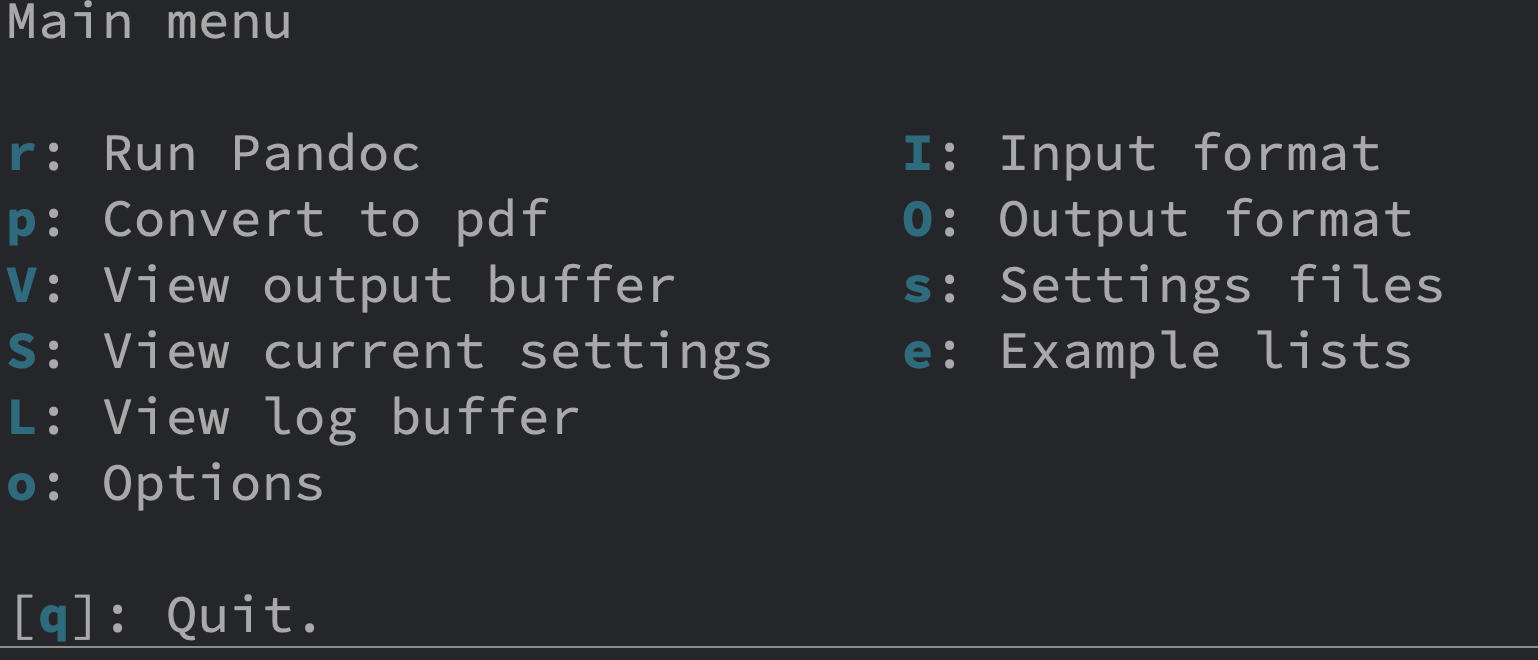 Main menu
r: Run Pandoc I: Input format
p: Convert to pdf O: Output format
V: View output buffer s: Settings files
S: View current settings e: Example lists
L: View log buffer
o: Options
[q]: Quit.